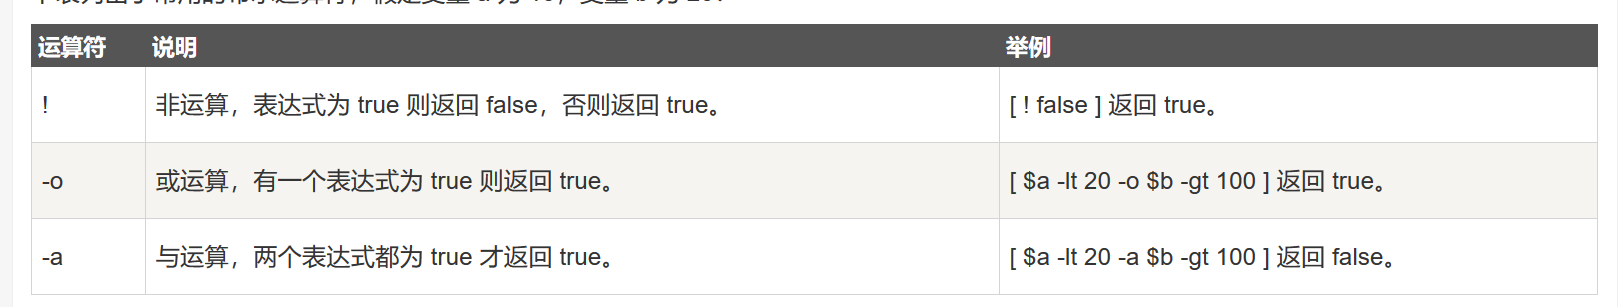 运算符 说明 举例
! 非运算，表达式为 true 则返回 false，否则返回 true。 [ ! false ] 返回 true。
-o 或运算，有一个表达式为 true 则返回 true。 [ $a -lt 20 -o $b -gt 100 ] 返回 true。
-a 与运算，两个表达式都为 true 才返回 true。 [ $a -lt 20 -a $b -gt 100 ] 返回 false。